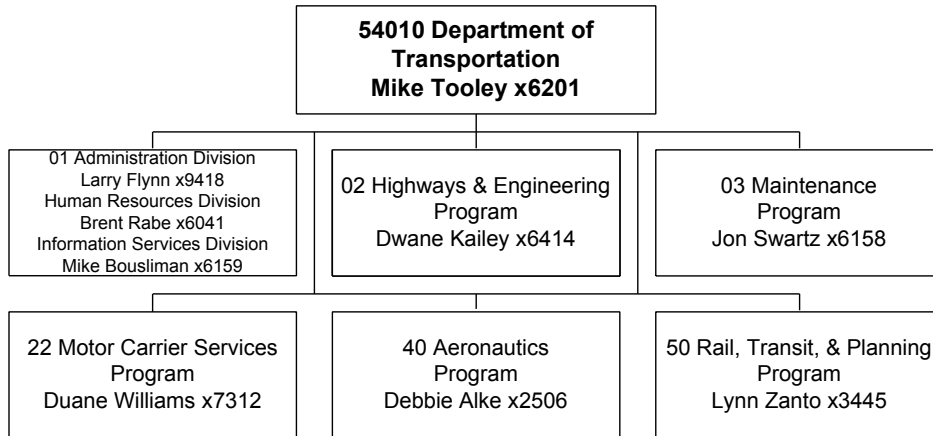 54010 Department of
Transportation
Mike Tooley x6201
01 Administration Division
Larry Flynn x9418
Human Resources Division
Brent Rabe x6041
Information Services Division
Mike Bousliman x6159
02 Highways & Engineering
Program
Dwane Kailey x6414
03 Maintenance
Program
Jon Swartz x6158
22 Motor Carrier Services
Program
Duane Williams x7312
40 Aeronautics
Program
Debbie Alke x2506
50 Rail, Transit, & Planning
Program
Lynn Zanto x3445